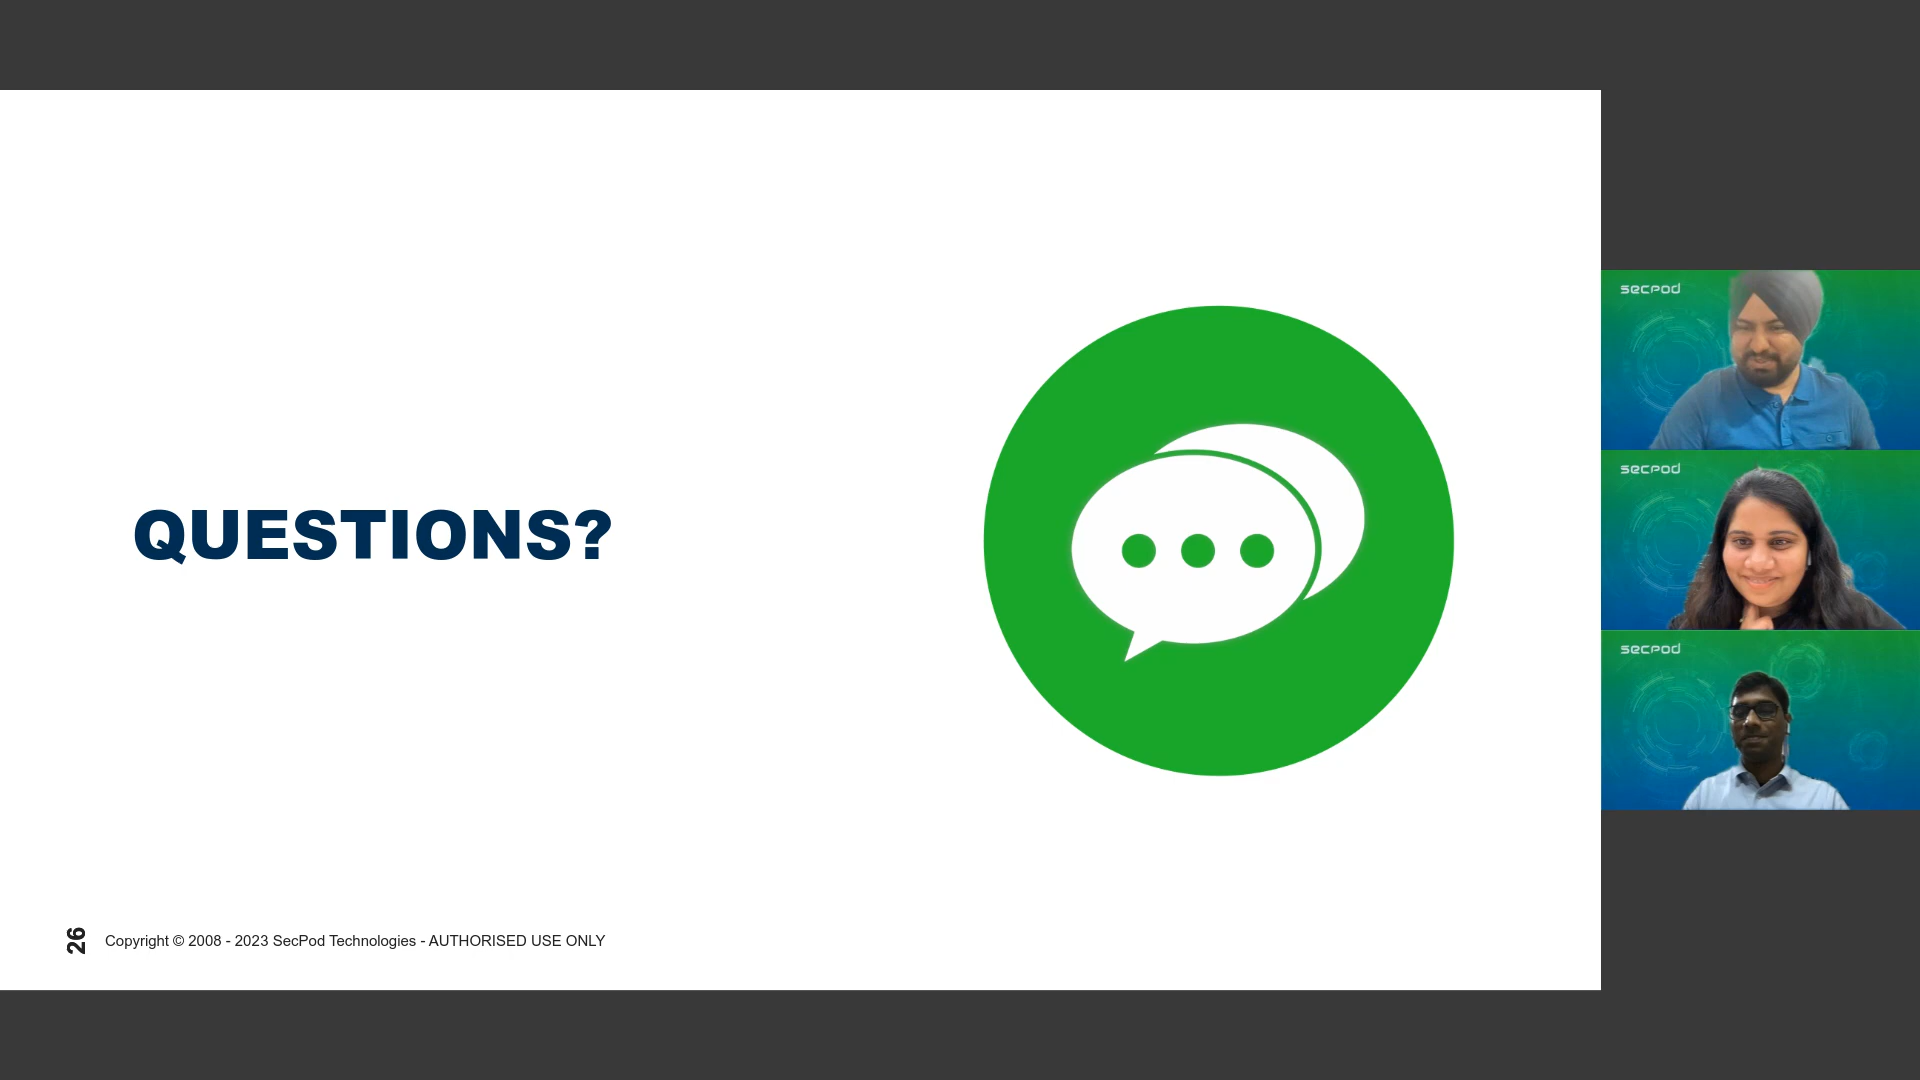 QUESTIONS?
26
Copyright © 2008 - 2023 SecPod Technologies - AUTHORISED USE ONLY
secpod
secpod
secpod